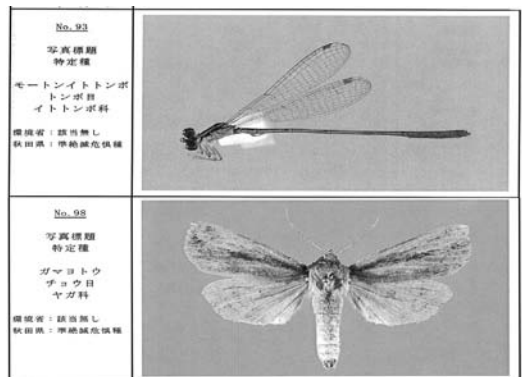 No. 93
写真標題
特定種
モートンイトトンボ
トンボ目
イトトンボ科
環境省：該当無し
秋田県：準絶滅危惧種
No. 98
写真標題
特定種
ガマヨトウ
チョウ目
ヤガ科
環境省：該当無し
秋田県：準絶滅危惧種